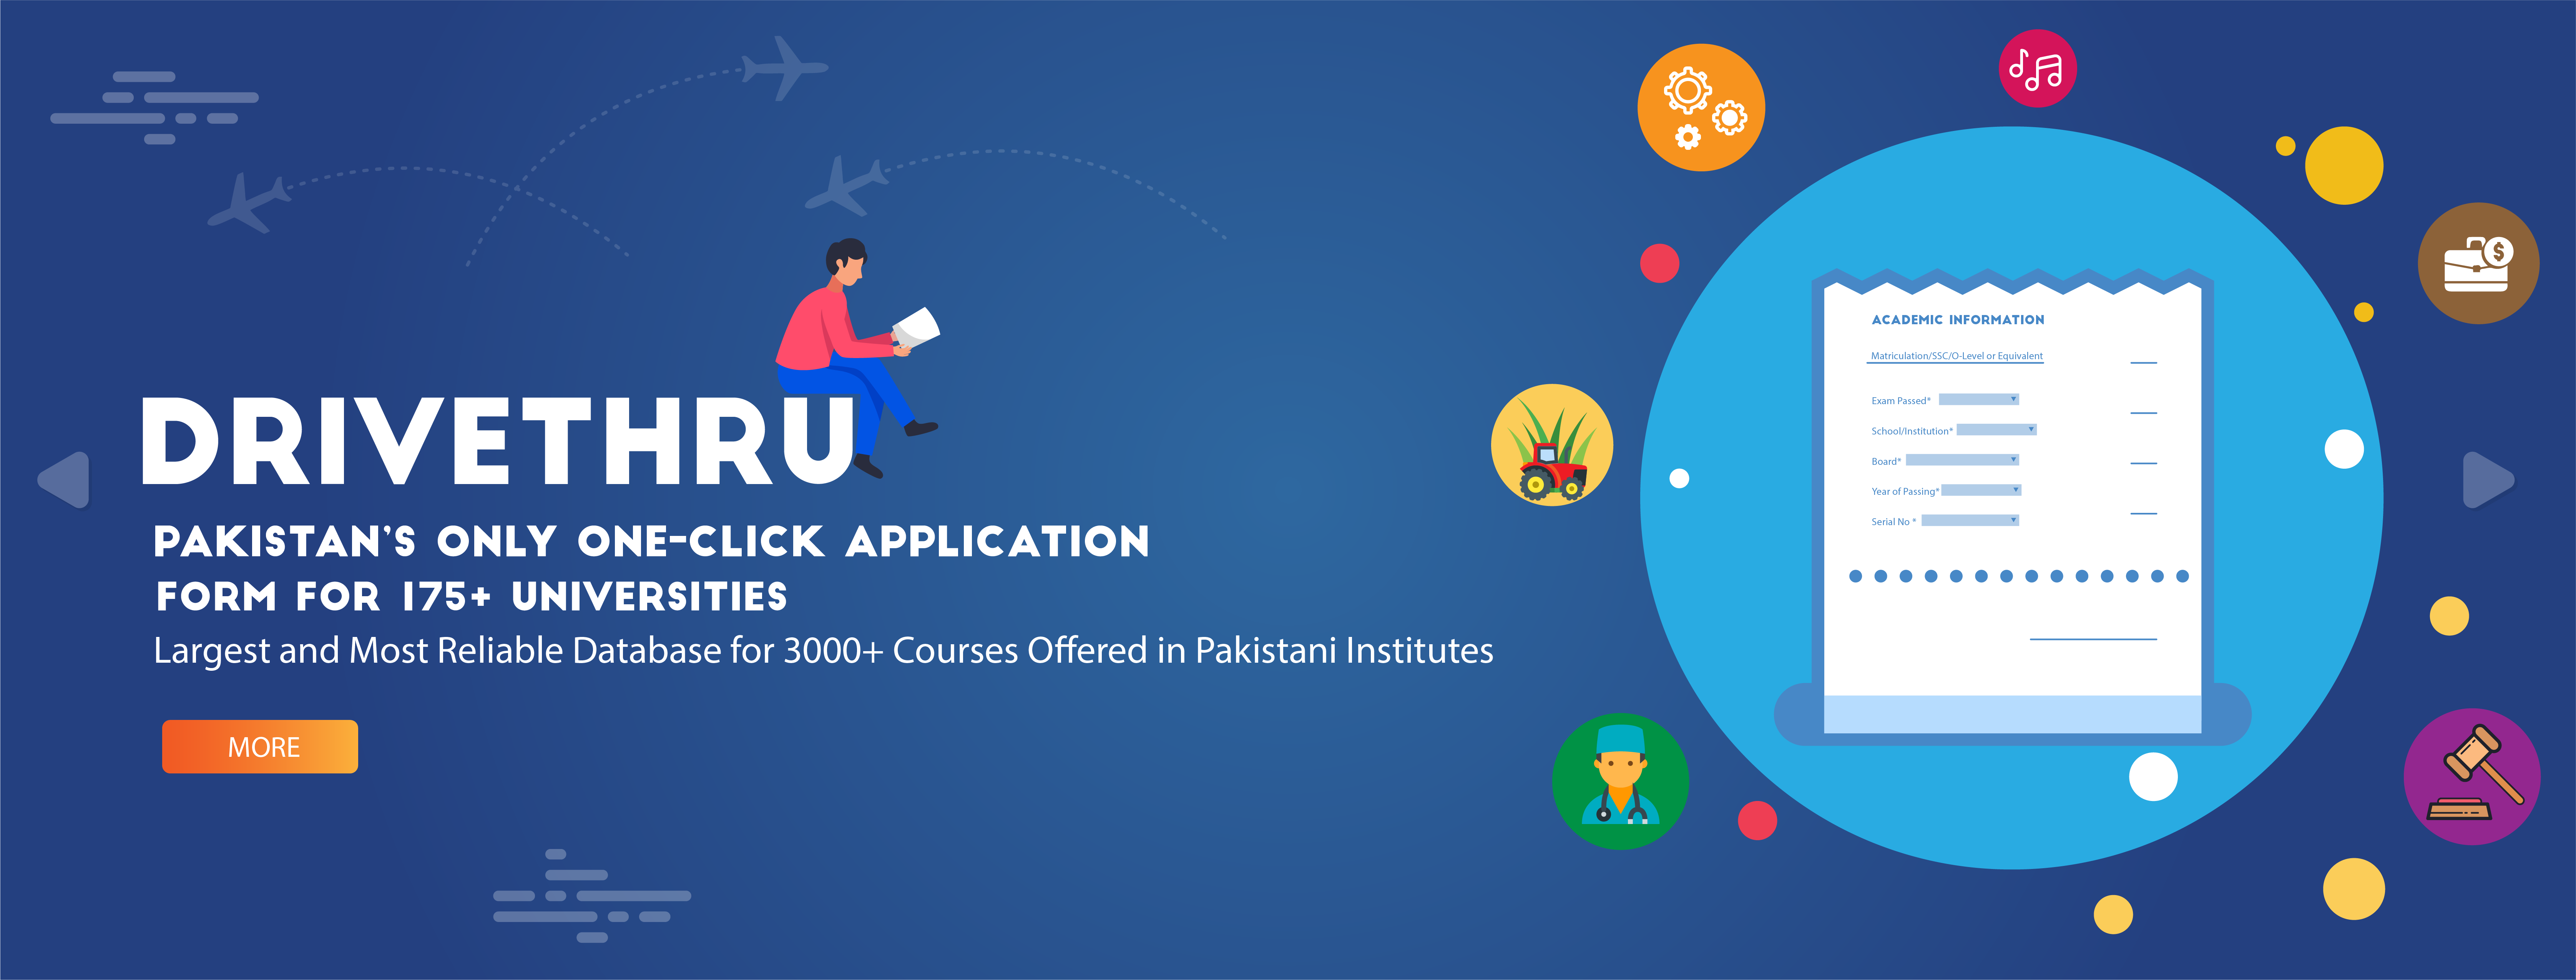 DRIVETHRU
PAKISTAN'S ONLY ONE-CLICK APPLICATION
FORM FOR 175+ UNIVERSITIES
Largest and Most Reliable Database for 3000+ Courses Offered in Pakistani Institutes
MORE
ACADEMIC INFORMATION
Matriculation/SSC/O-Level or Equivalent
Exam Passed*
School/Institution*
Board*
Year of Passing*
Serial No *
$